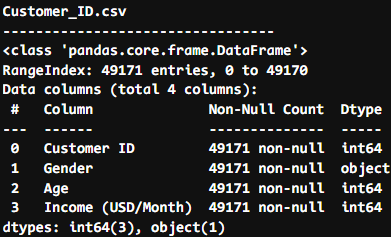 Customer_ID.csv
---------------------------------
<class 'pandas.core.frame.DataFrame'>
RangeIndex: 49171 entries, 0 to 49170
Data columns (total 4 columns):
 #   Column              Non-Null Count  Dtype
---  ------              --------------  -----
 0   Customer ID         49171 non-null  int64
 1   Gender              49171 non-null  object
 2   Age                 49171 non-null  int64
 3   Income (USD/Month)  49171 non-null  int64
dtypes: int64(3), object(1)